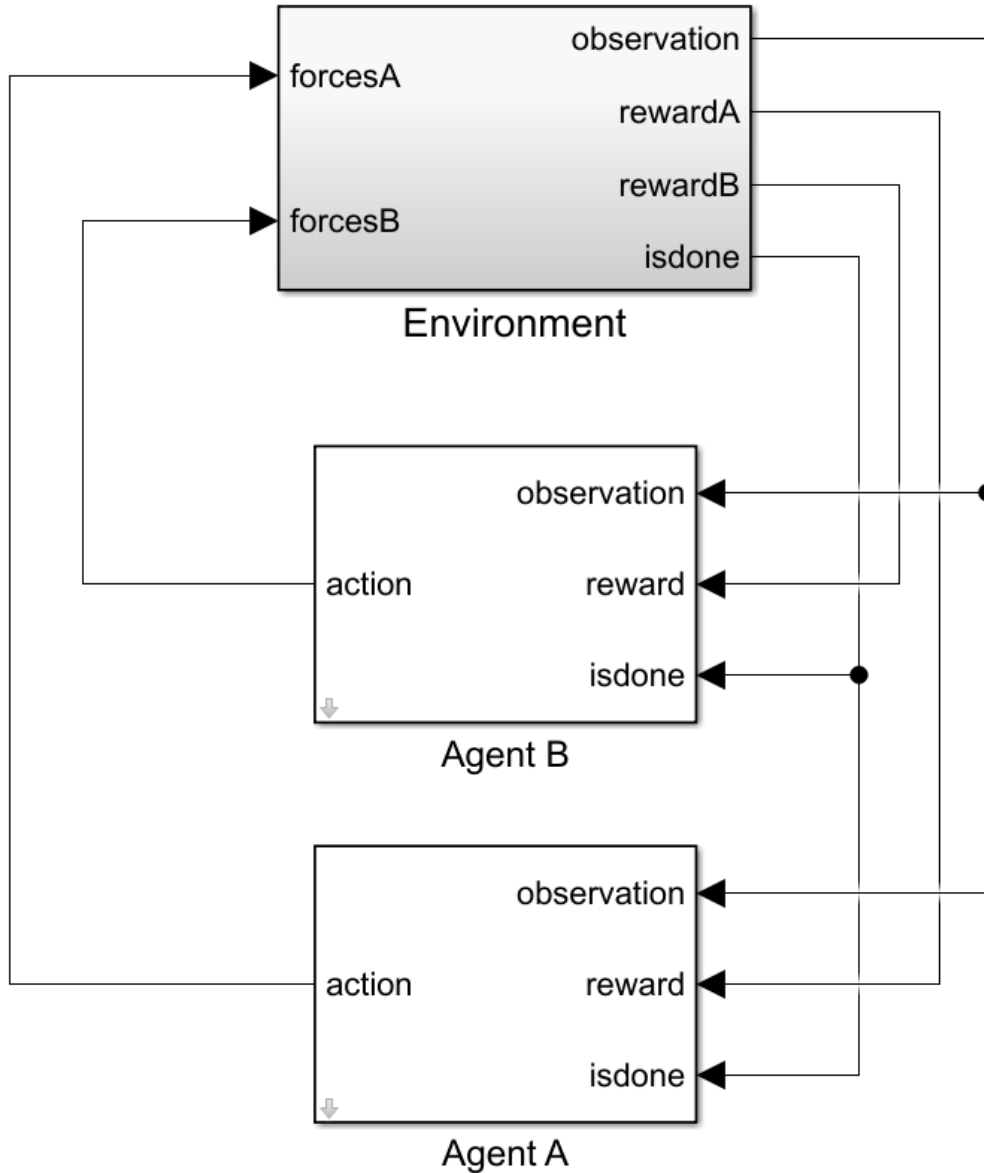 observation
forcesA
rewardA
rewardB
forcesB
isdone
Environment
observation
action
reward
isdone
Agent B
observation
action
reward
isdone
Agent A